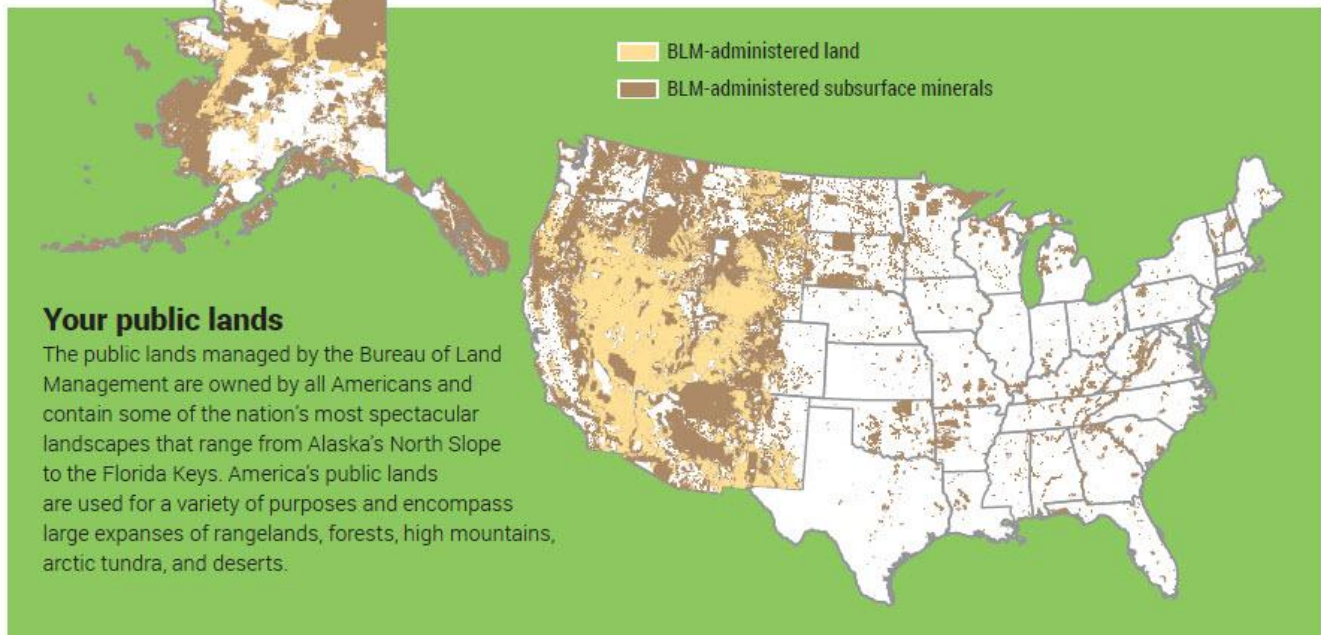 BLM-administered land
BLM-administered subsurface minerals
Your public lands
The public lands managed by the Bureau of Land
Management are owned by all Americans and
contain some of the nation's most spectacular
landscapes that range from Alaska's North Slope
to the Florida Keys. America's public lands
are used for a variety of purposes and encompass
large expanses of rangelands, forests, high mountains,
arctic tundra, and deserts.